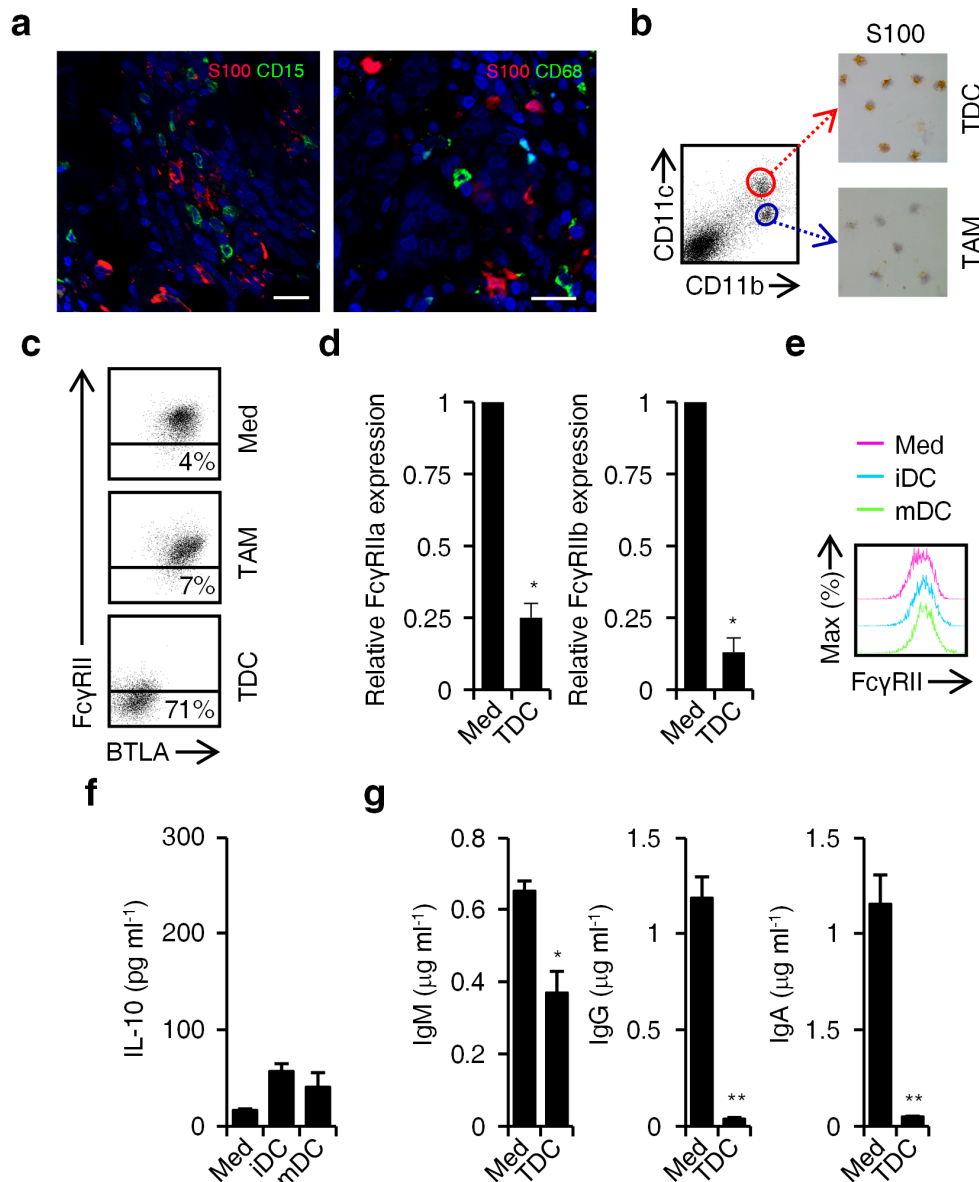 a
S100 CD15
S100 CD68
b
S100
TDC
TAM
CD11c
CD11b
c
Med
4%
TAM
7%
TDC
71%
FcγRII
BTLA
d
Relative FcγRIIa expression
1
0.75
0.5
0.25
0
*
Med
TDC
Relative FcγRIIb expression
1
0.75
0.5
0.25
0
*
Med
TDC
e
Med
iDC
mDC
Max (%)
FcγRII
f
IL-10 (pg ml⁻¹)
300
200
100
0
Med
iDC
mDC
g
IgM (μg ml⁻¹)
0.8
0.6
0.4
0.2
0
*
Med
TDC
IgG (μg ml⁻¹)
1.5
1
0.5
0
**
Med
TDC
IgA (μg ml⁻¹)
1.5
1
1.5
0
**
Med
TDC